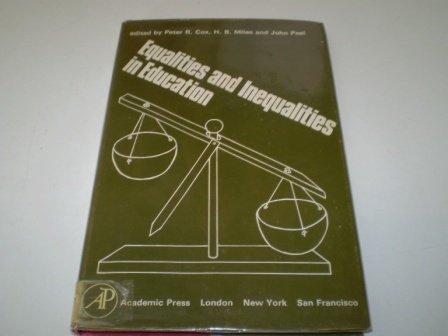 edited by Peter R. Cox, H. B. Miles and John Peel
Equalities and Inequalities
in Education
AP
Academic Press London New York San Francisco